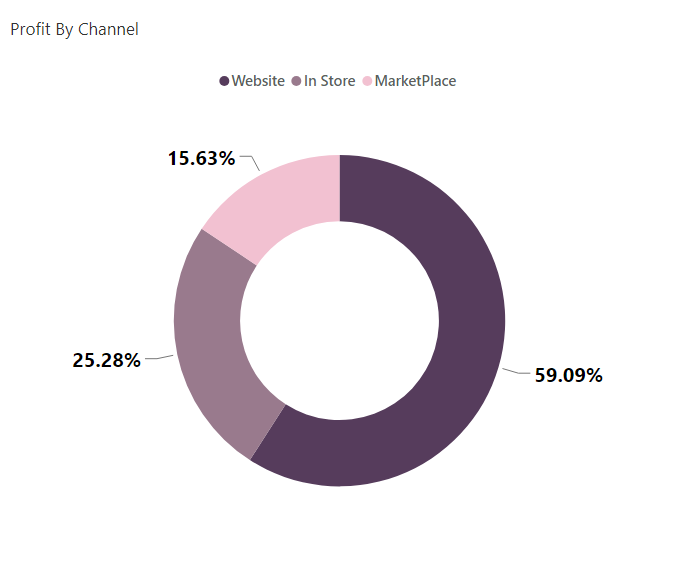 Profit By Channel
Website In Store MarketPlace
15.63%
25.28%
59.09%